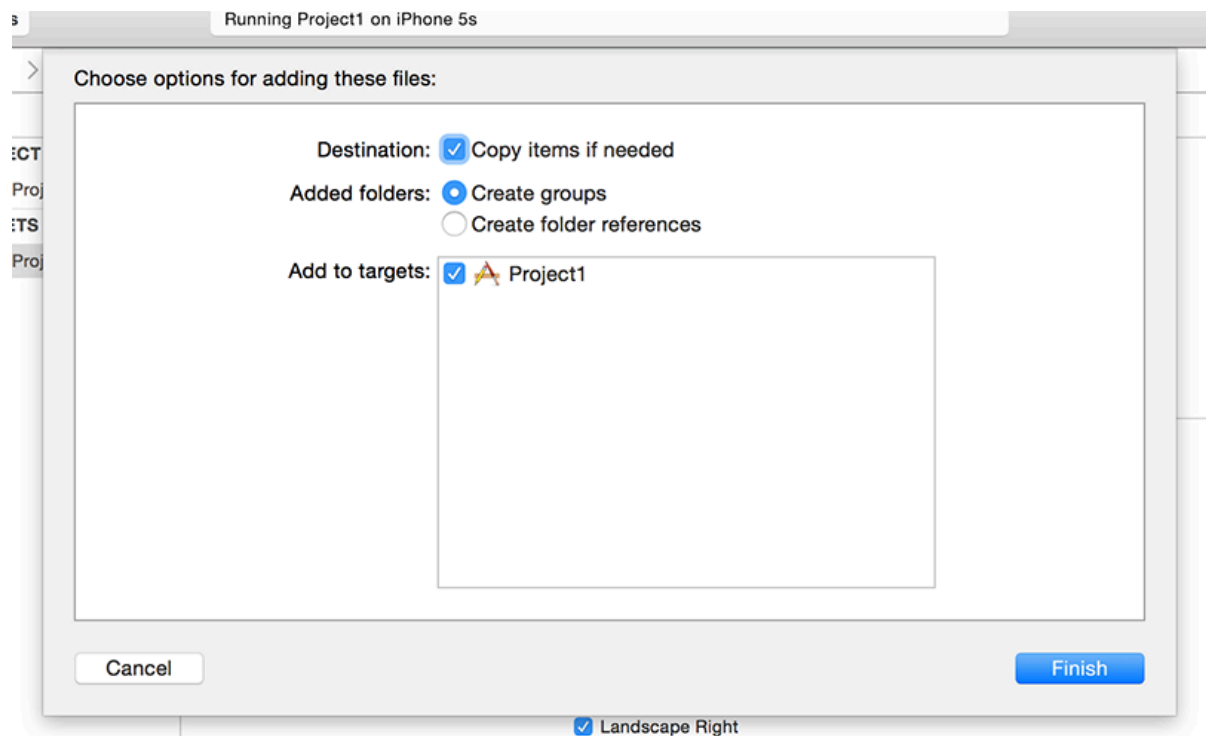 s
Running Project1 on iPhone 5s
Choose options for adding these files:
Destination: Copy items if needed
ECT
Added folders: Create groups
Proj
ETS
Create folder references
Proj
Add to targets: Project1
Cancel
Finish
Landscape Right